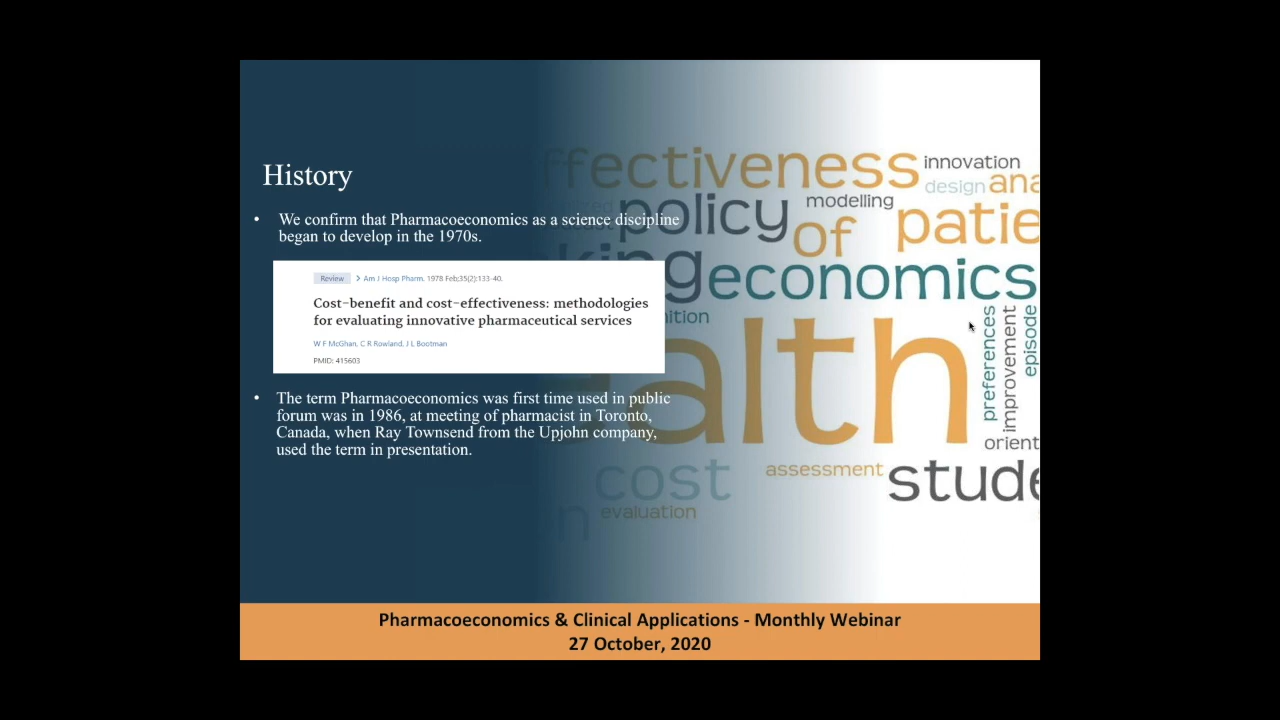 History
• We confirm that Pharmacoeconomics as a science discipline
began to develop in the 1970s.
Review > Am J Hosp Pharm. 1978 Feb;35(2):133-40.
Cost-benefit and cost-effectiveness: methodologies
for evaluating innovative pharmaceutical services
W F McGhan, C R Rowland, J L Bootman
PMID: 415603
• The term Pharmacoeconomics was first time used in public
forum was in 1986, at meeting of pharmacist in Toronto,
Canada, when Ray Townsend from the Upjohn company,
used the term in presentation.
ffectiveness
innovation
design
ana
modelling
policy
of
patie
economics
alth
preferences
improvement
episode
orient
cost
assessment
stude
evaluation
Pharmacoeconomics & Clinical Applications - Monthly Webinar
27 October, 2020